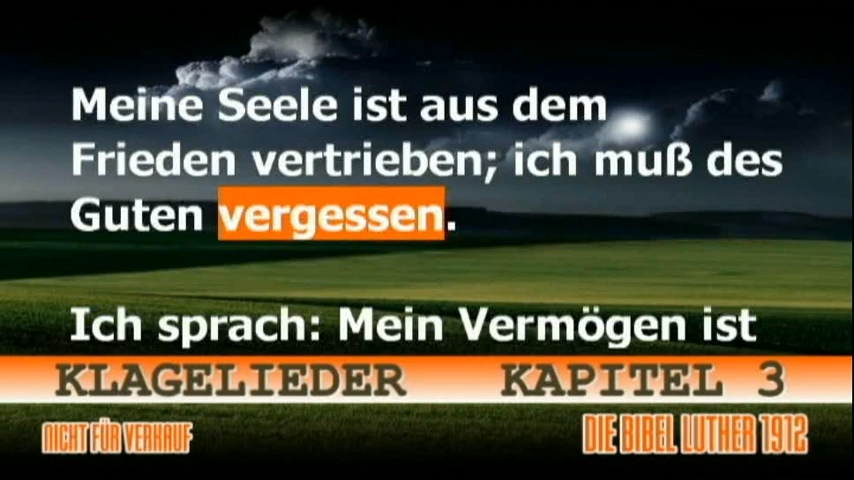 Meine Seele ist aus dem
Frieden vertrieben; ich muß des
Guten vergessen.
Ich sprach: Mein Vermögen ist
KLAGELIEDER KAPITEL 3
NICHT FÜR VERKAUF DIE BIBEL LUTHER 1912